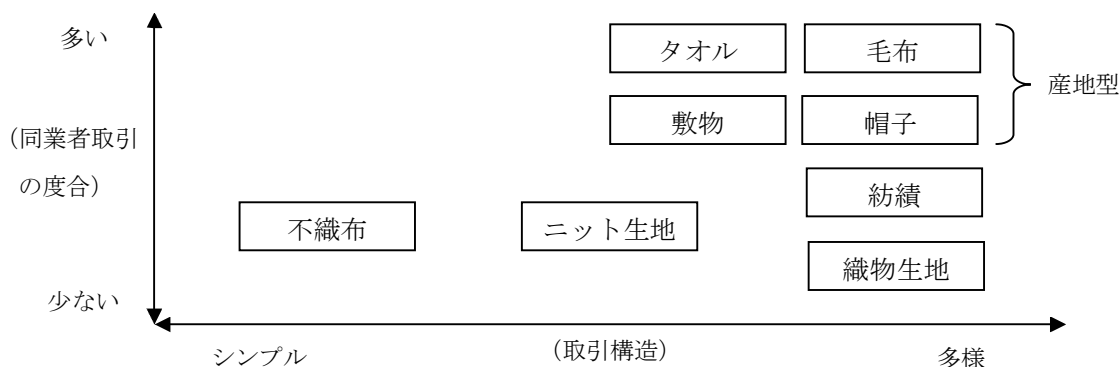 多い
タオル
毛布
産地型
敷物
帽子
（同業者取引
の度合）
紡績
不織布
ニット生地
織物生地
少ない
シンプル
（取引構造）
多様